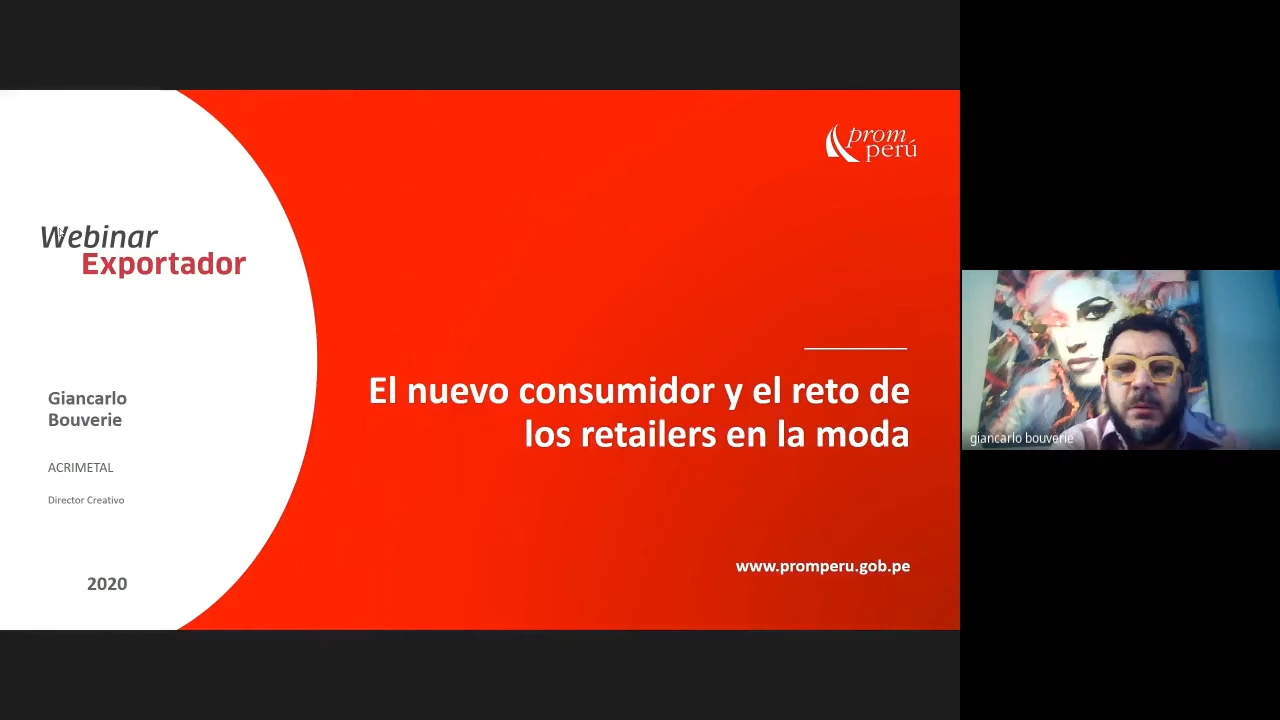 prom
perú
Webinar
Exportador
Giancarlo
Bouverie
ACRIMETAL
Director Creativo
2020
El nuevo consumidor y el reto de
los retailers en la moda
www.promperu.gob.pe
giancarlo bouverie